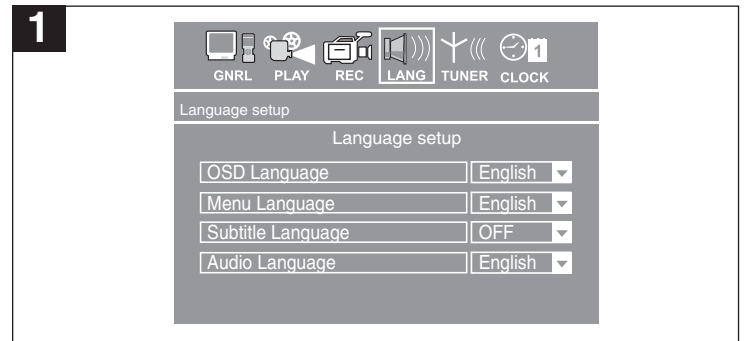 1
GNRL PLAY REC LANG TUNER CLOCK
1
Language setup
Language setup
OSD Language English
Menu Language English
Subtitle Language OFF
Audio Language English